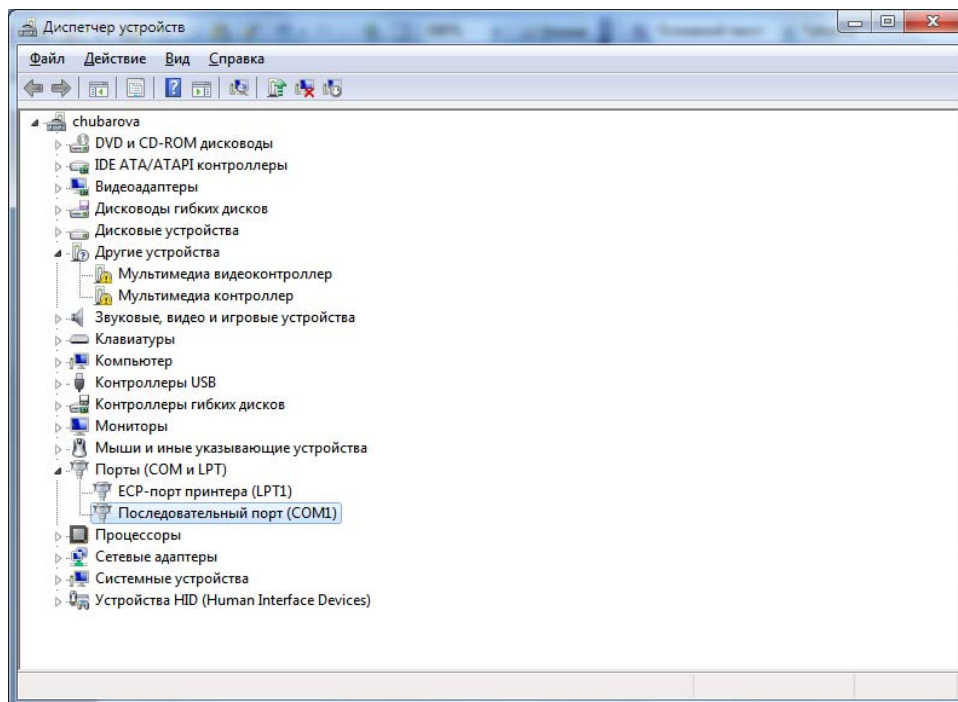 Диспетчер устройств
Файл Действие Вид Справка
chubarova
DVD и CD-ROM дисководы
IDE ATA/ATAPI контроллеры
Видеоадаптеры
Дисководы гибких дисков
Дисковые устройства
Другие устройства
Мультимедиа видеоконтроллер
Мультимедиа контроллер
Звуковые, видео и игровые устройства
Клавиатуры
Компьютер
Контроллеры USB
Контроллеры гибких дисков
Мониторы
Мыши и иные указывающие устройства
Порты (COM и LPT)
ECP-порт принтера (LPT1)
Последовательный порт (COM1)
Процессоры
Сетевые адаптеры
Системные устройства
Устройства HID (Human Interface Devices)